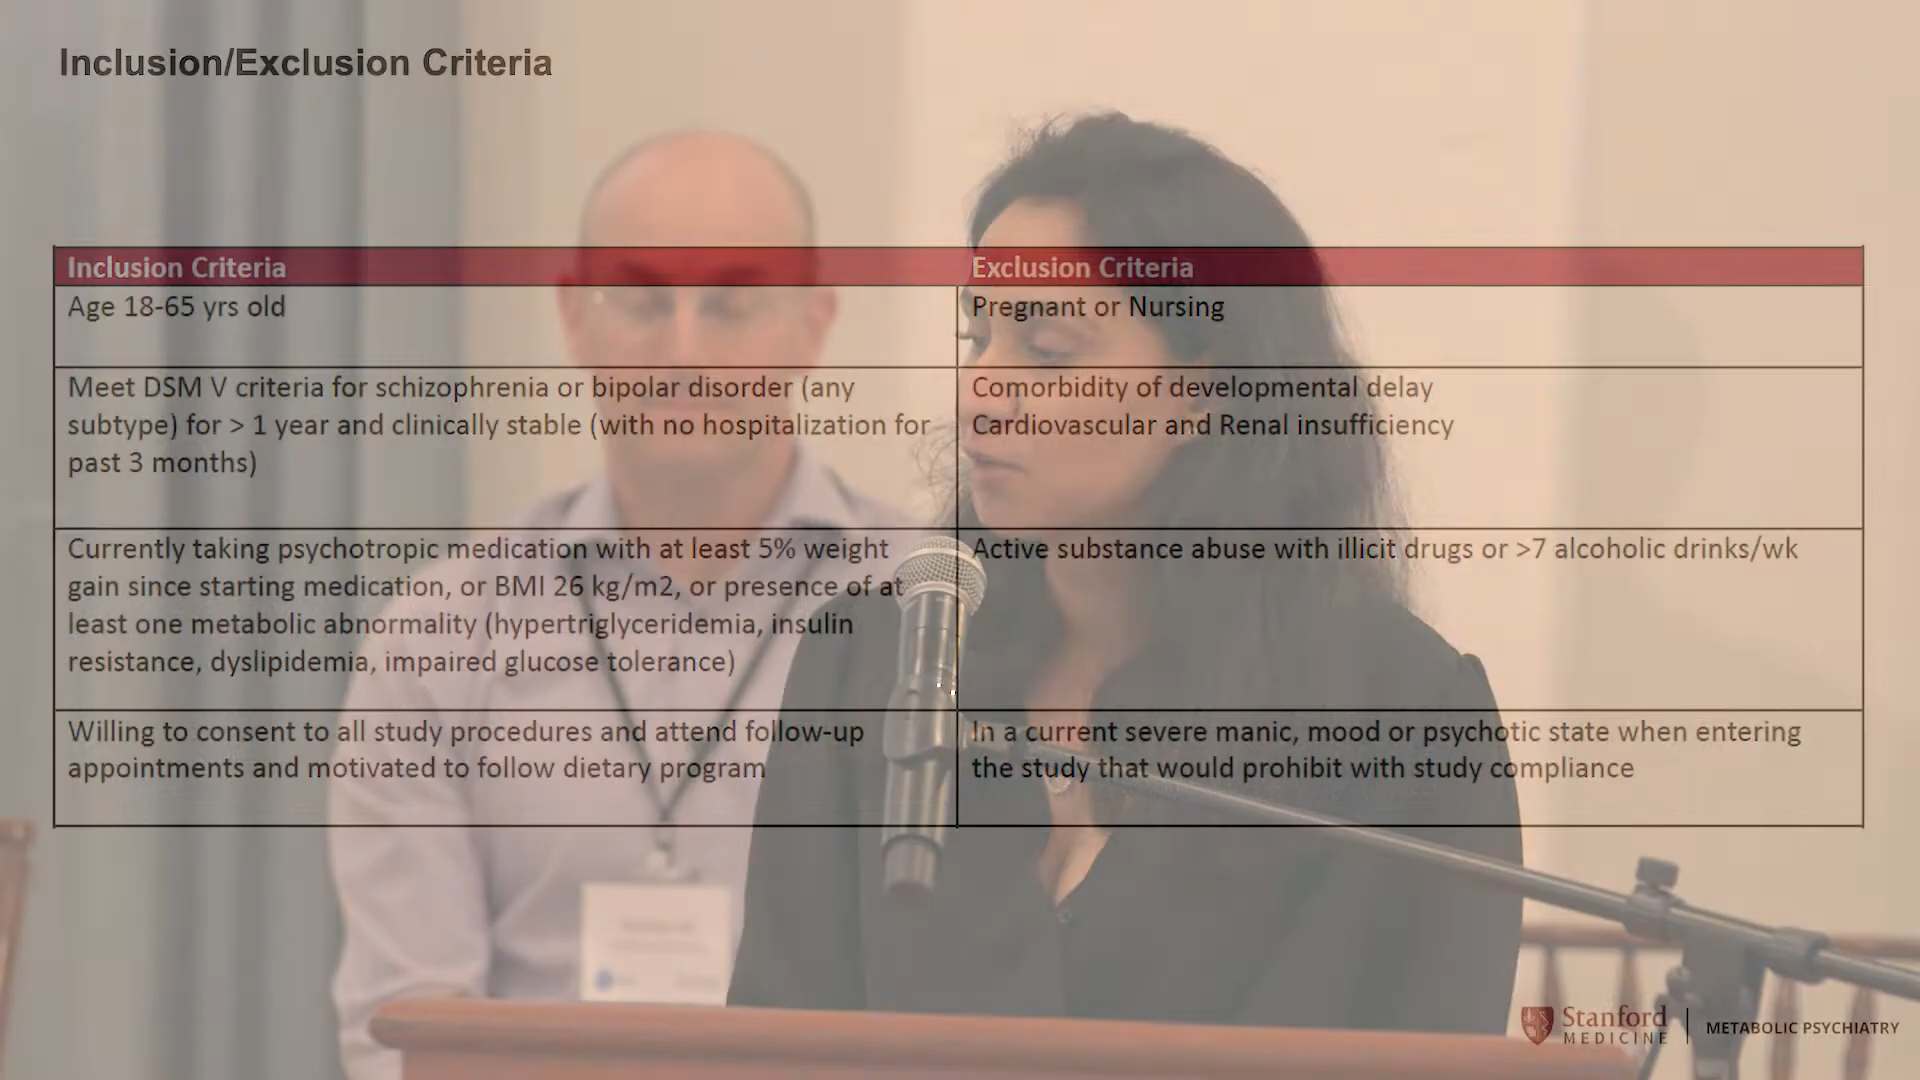 Inclusion/Exclusion Criteria
Inclusion Criteria
Exclusion Criteria
Age 18-65 yrs old
Pregnant or Nursing
Meet DSM V criteria for schizophrenia or bipolar disorder (any
subtype) for > 1 year and clinically stable (with no hospitalization for
past 3 months)
Comorbidity of developmental delay
Cardiovascular and Renal insufficiency
Currently taking psychotropic medication with at least 5% weight
gain since starting medication, or BMI 26 kg/m2, or presence of at
least one metabolic abnormality (hypertriglyceridemia, insulin
resistance, dyslipidemia, impaired glucose tolerance)
Active substance abuse with illicit drugs or >7 alcoholic drinks/wk
Willing to consent to all study procedures and attend follow-up
appointments and motivated to follow dietary program
In a current severe manic, mood or psychotic state when entering
the study that would prohibit with study compliance
Stanford
MEDICINE
METABOLIC PSYCHIATRY